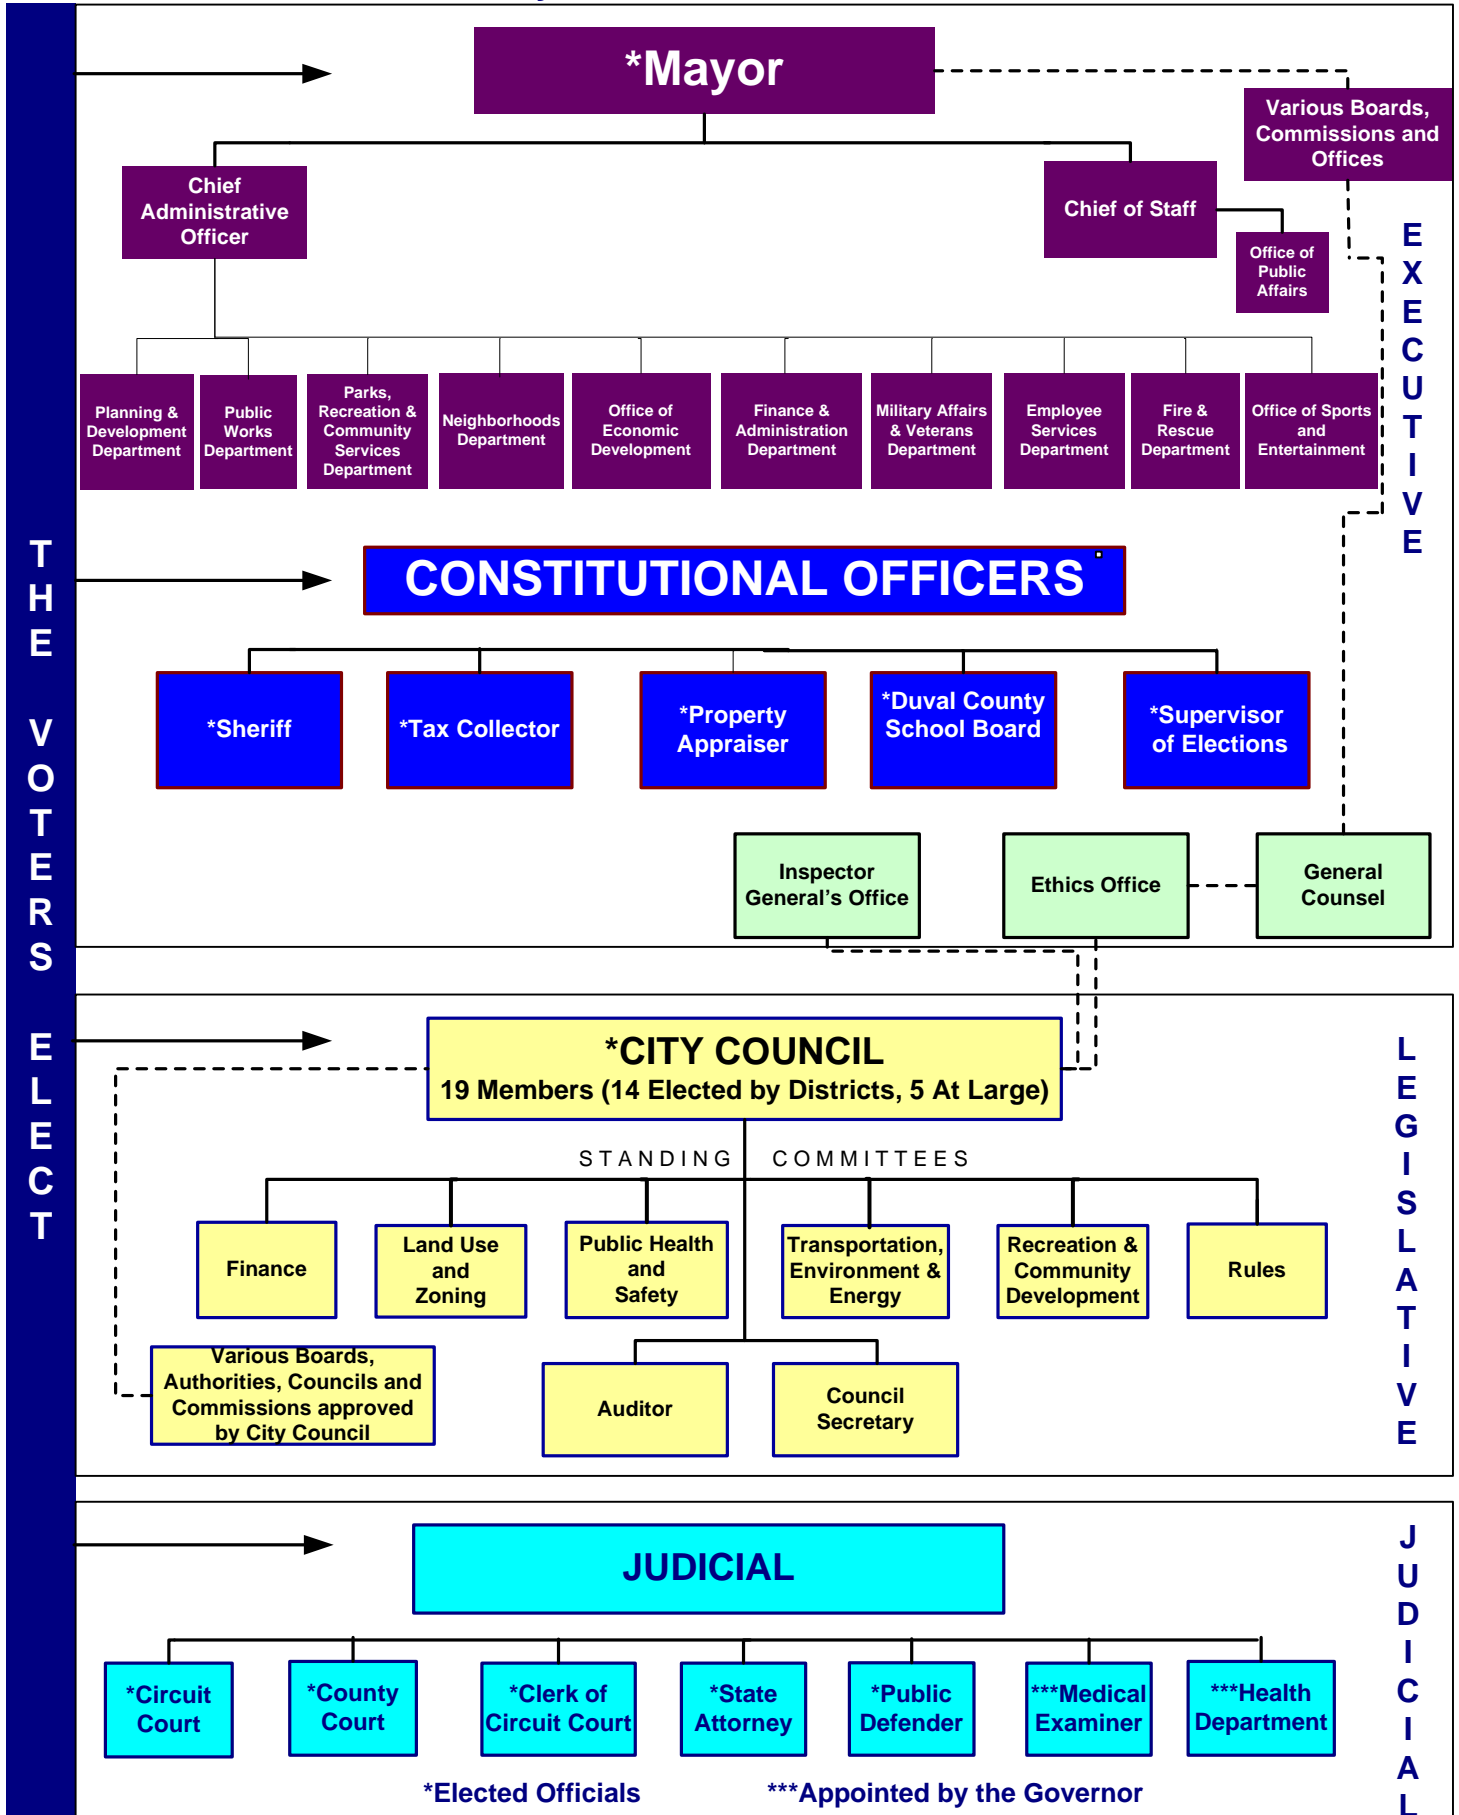 THE VOTERS ELECT
*Mayor
Various Boards,
Commissions and
Offices
Chief
Administrative
Officer
Chief of Staff
Office of
Public
Affairs
EXECUTIVE
Planning &
Development
Department
Public
Works
Department
Parks,
Recreation &
Community
Services
Department
Neighborhoods
Department
Office of
Economic
Development
Finance &
Administration
Department
Military Affairs
& Veterans
Department
Employee
Services
Department
Fire &
Rescue
Department
Office of Sports
and
Entertainment
CONSTITUTIONAL OFFICERS
*Sheriff
*Tax Collector
*Property
Appraiser
*Duval County
School Board
*Supervisor
of Elections
Inspector
General’s Office
Ethics Office
General
Counsel
*CITY COUNCIL
19 Members (14 Elected by Districts, 5 At Large)
LEGISLATIVE
STANDING COMMITTEES
Finance
Land Use
and
Zoning
Public Health
and
Safety
Transportation,
Environment &
Energy
Recreation &
Community
Development
Rules
Various Boards,
Authorities, Councils and
Commissions approved
by City Council
Auditor
Council
Secretary
JUDICIAL
JUDICIAL
*Circuit
Court
*County
Court
*Clerk of
Circuit Court
*State
Attorney
*Public
Defender
***Medical
Examiner
***Health
Department
*Elected Officials
***Appointed by the Governor